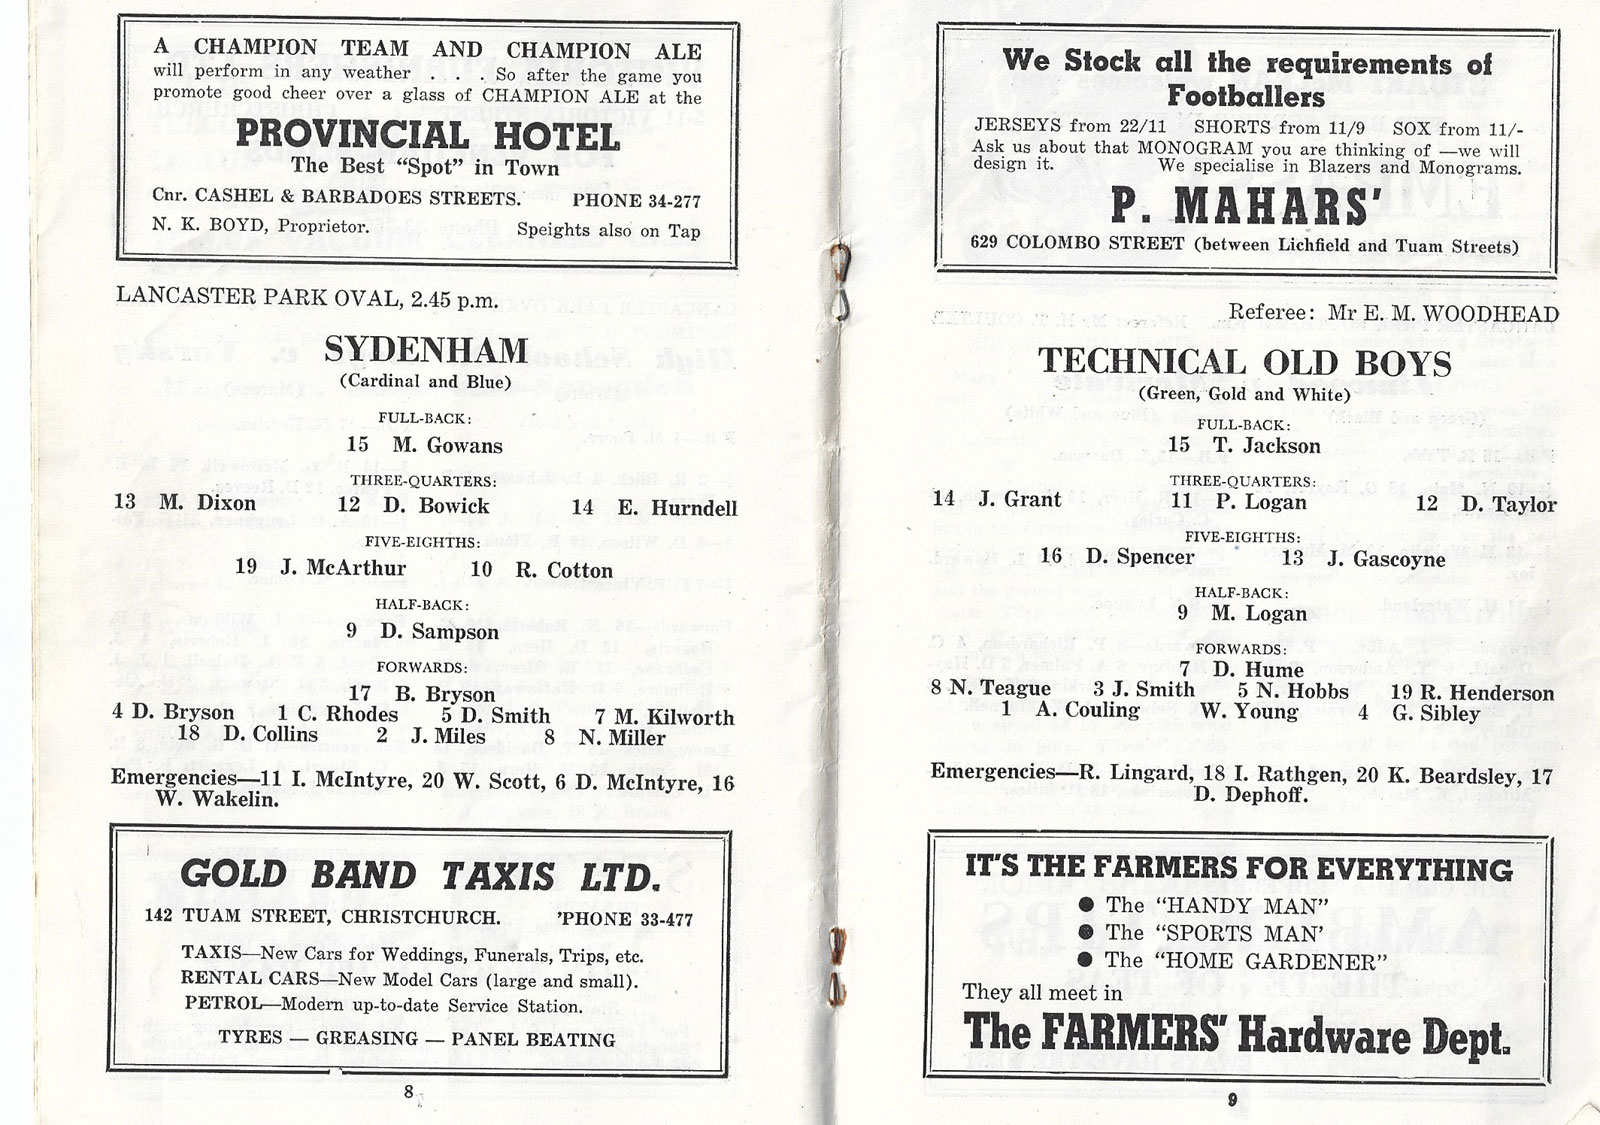 A CHAMPION TEAM AND CHAMPION ALE
will perform in any weather . . . So after the game you
promote good cheer over a glass of CHAMPION ALE at the
PROVINCIAL HOTEL
The Best “Spot” in Town
Cnr. CASHEL & BARBADOES STREETS. PHONE 34-277
N. K. BOYD, Proprietor. Speights also on Tap
LANCASTER PARK OVAL, 2.45 p.m.
SYDENHAM
(Cardinal and Blue)
FULL-BACK:
15 M. Gowans
THREE-QUARTERS:
13 M. Dixon 12 D. Bowick 14 E. Hurndell
FIVE-EIGHTHS:
19 J. McArthur 10 R. Cotton
HALF-BACK:
9 D. Sampson
FORWARDS:
17 B. Bryson
4 D. Bryson 1 C. Rhodes 5 D. Smith 7 M. Kilworth
18 D. Collins 2 J. Miles 8 N. Miller
Emergencies—11 I. McIntyre, 20 W. Scott, 6 D. McIntyre, 16
W. Wakelin.
GOLD BAND TAXIS LTD.
142 TUAM STREET, CHRISTCHURCH. ’PHONE 33-477
TAXIS—New Cars for Weddings, Funerals, Trips, etc.
RENTAL CARS—New Model Cars (large and small).
PETROL—Modern up-to-date Service Station.
TYRES — GREASING — PANEL BEATING
8
We Stock all the requirements of
Footballers
JERSEYS from 22/11 SHORTS from 11/9 SOX from 11/-
Ask us about that MONOGRAM you are thinking of —we will
design it. We specialise in Blazers and Monograms.
P. MAHARS’
629 COLOMBO STREET (between Lichfield and Tuam Streets)
Referee: Mr E. M. WOODHEAD
TECHNICAL OLD BOYS
(Green, Gold and White)
FULL-BACK:
15 T. Jackson
THREE-QUARTERS:
14 J. Grant 11 P. Logan 12 D. Taylor
FIVE-EIGHTHS:
16 D. Spencer 13 J. Gascoyne
HALF-BACK:
9 M. Logan
FORWARDS:
7 D. Hume
8 N. Teague 3 J. Smith 5 N. Hobbs 19 R. Henderson
1 A. Couling W. Young 4 G. Sibley
Emergencies—R. Lingard, 18 I. Rathgen, 20 K. Beardsley, 17
D. Dephoff.
IT’S THE FARMERS FOR EVERYTHING
● The “HANDY MAN”
● The “SPORTS MAN’
● The “HOME GARDENER”
They all meet in
The FARMERS’ Hardware Dept.
9